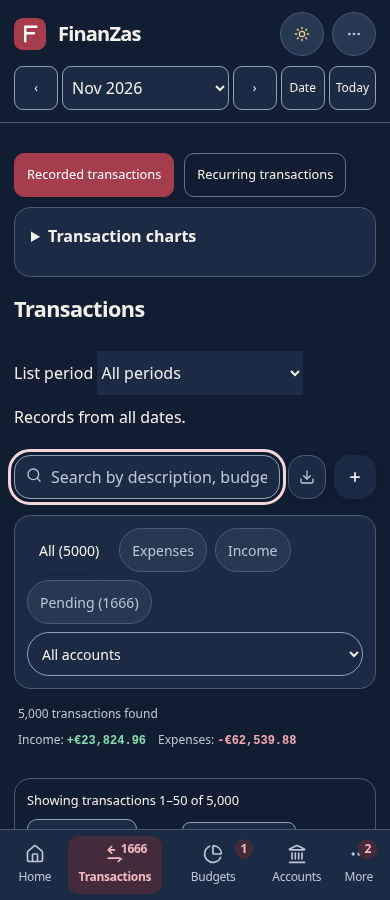 FinanZas
‹ Nov 2026 › Date Today
Recorded transactions Recurring transactions
▶ Transaction charts
Transactions
List period All periods
Records from all dates.
Search by description, budge +
All (5000) Expenses Income
Pending (1666)
All accounts
5,000 transactions found
Income: +€23,824.96 Expenses: -€62,539.88
Showing transactions 1–50 of 5,000
1666 1 2
Home Transactions Budgets Accounts More